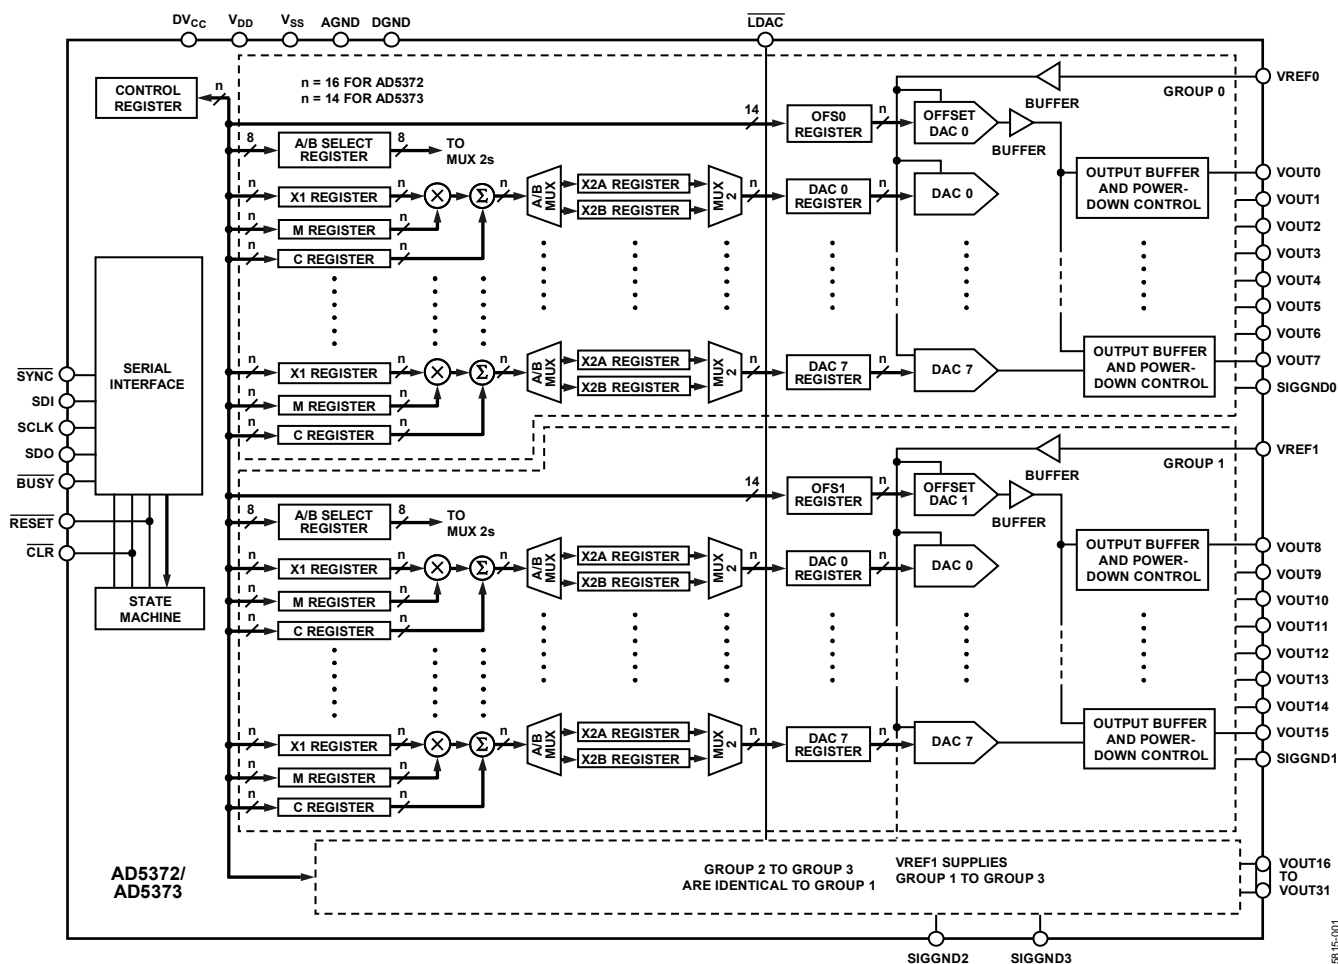 DVCC VDD VSS AGND DGND LDAC
CONTROL
REGISTER
n
n = 16 FOR AD5372
n = 14 FOR AD5373
VREF0
GROUP 0
BUFFER
14
OFS0
REGISTER
n
OFFSET
DAC 0
BUFFER
8
A/B SELECT
REGISTER
8
TO
MUX 2s
n
X1 REGISTER
n
n
A/B
MUX
X2A REGISTER
X2B REGISTER
MUX
2
n
DAC 0
REGISTER
n
DAC 0
OUTPUT BUFFER
AND POWER-
DOWN CONTROL
n
M REGISTER
n
n
C REGISTER
n
VOUT0
VOUT1
VOUT2
VOUT3
VOUT4
VOUT5
VOUT6
VOUT7
SIGGND0
SERIAL
INTERFACE
SYNC
SDI
SCLK
SDO
BUSY
RESET
CLR
STATE
MACHINE
n
X1 REGISTER
n
×
Σ
n
A/B
MUX
X2A REGISTER
X2B REGISTER
MUX
2
n
DAC 7
REGISTER
n
DAC 7
OUTPUT BUFFER
AND POWER-
DOWN CONTROL
n
M REGISTER
n
n
C REGISTER
n
VREF1
GROUP 1
BUFFER
14
OFS1
REGISTER
n
OFFSET
DAC 1
BUFFER
8
A/B SELECT
REGISTER
8
TO
MUX 2s
n
X1 REGISTER
n
×
Σ
n
A/B
MUX
X2A REGISTER
X2B REGISTER
MUX
2
n
DAC 0
REGISTER
n
DAC 0
OUTPUT BUFFER
AND POWER-
DOWN CONTROL
n
M REGISTER
n
n
C REGISTER
n
VOUT8
VOUT9
VOUT10
VOUT11
VOUT12
VOUT13
VOUT14
VOUT15
SIGGND1
n
X1 REGISTER
n
×
Σ
n
A/B
MUX
X2A REGISTER
X2B REGISTER
MUX
2
n
DAC 7
REGISTER
n
DAC 7
OUTPUT BUFFER
AND POWER-
DOWN CONTROL
n
M REGISTER
n
n
C REGISTER
n
AD5372/
AD5373
GROUP 2 TO GROUP 3
ARE IDENTICAL TO GROUP 1
VREF1 SUPPLIES
GROUP 1 TO GROUP 3
VOUT16
TO
VOUT31
SIGGND2
SIGGND3